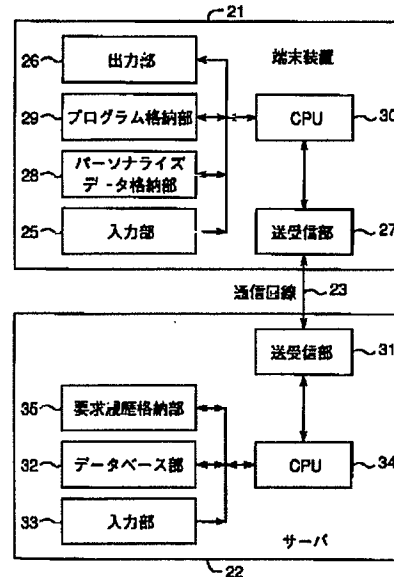 21
端末装置
26
出力部
29
プログラム格納部
CPU
30
28
パーソナライズ
データ格納部
25
入力部
送受信部
27
通信回線
23
送受信部
31
35
要求履歴格納部
32
データベース部
CPU
34
33
入力部
サーバ
22